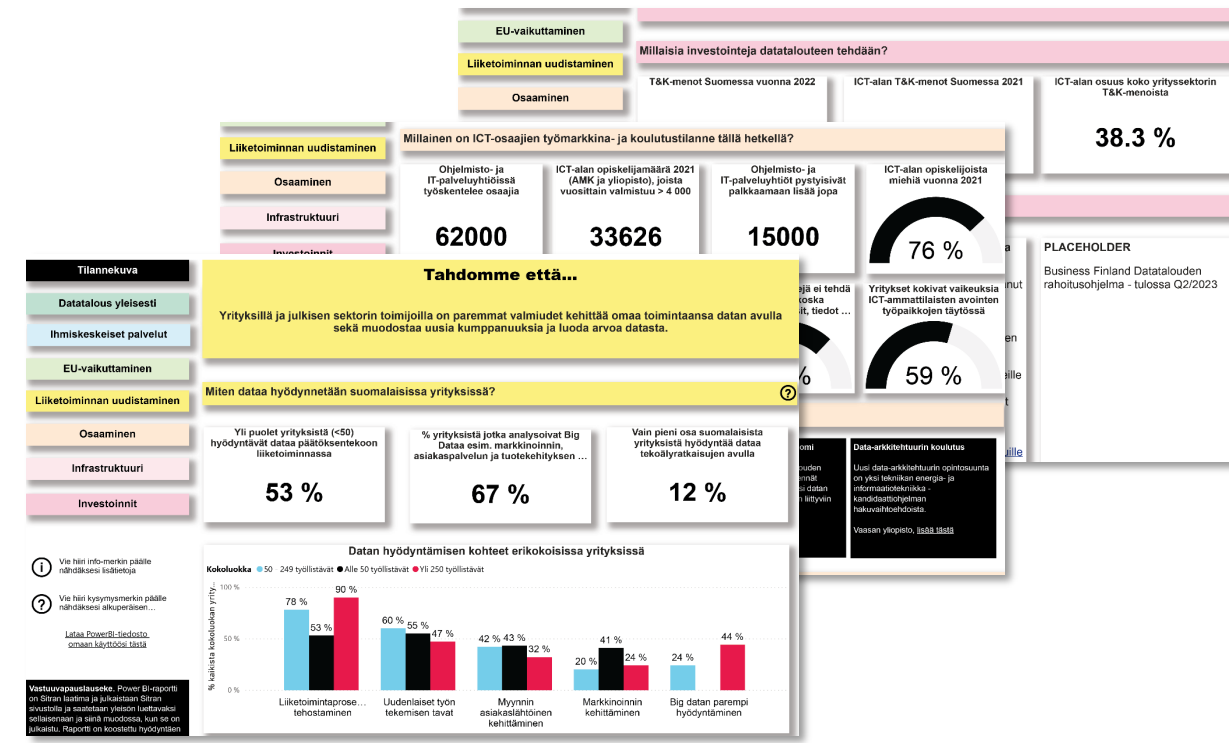 EU-vaikuttaminen
Liiketoiminnan uudistaminen
Osaaminen
Millaisia investointeja datatalouteen tehdään?
T&K-menot Suomessa vuonna 2022
ICT-alan T&K-menot Suomessa 2021
ICT-alan osuus koko yrityssektorin
T&K-menoista
38.3 %
PLACEHOLDER
Business Finland Datatalouden
rahoitusohjelma - tulossa Q2/2023
Liiketoiminnan uudistaminen
Osaaminen
Infrastruktuuri
Investoinnit
Millainen on ICT-osaajien työmarkkina- ja koulutustilanne tällä hetkellä?
Ohjelmisto- ja
IT-palveluyhtiöissä
työskentelee osaajia
62000
ICT-alan opiskelijamäärä 2021
(AMK ja yliopisto), joista
vuosittain valmistuu > 4 000
33626
Ohjelmisto- ja
IT-palveluyhtiöt pystyisivät
palkkaamaan lisää jopa
15000
ICT-alan opiskelijoista
miehiä vuonna 2021
76 %
ejä ei tehdä
koska
sit, tiedot ...
%
Yritykset kokivat vaikeuksia
ICT-ammattilaisten avointen
työpaikkojen täytössä
59 %
Data-arkkitehtuurin koulutus
Uusi data-arkkitehtuurin opintosuunta
on yksi tekniikan energia- ja
informaatiotekniikka -
kandidaattiohjelman
hakuvaihtoehdoista.
Vaasan yliopisto, lisää tästä
Tilannekuva
Datatalous yleisesti
Ihmiskeskeiset palvelut
EU-vaikuttaminen
Liiketoiminnan uudistaminen
Osaaminen
Infrastruktuuri
Investoinnit
Vie hiiri info-merkin päälle
nähdäksesi lisätietoja
Vie hiiri kysymysmerkin päälle
nähdäksesi alkuperäisen...
Lataa PowerBI-tiedosto
omaan käyttöösi tästä
Vastuuvapauslauseke. Power BI-raportti
on Sitran laatima ja julkaistaan Sitran
sivustolla ja saatetaan yleisön luettavaksi
sellaisenaan ja siinä muodossa, kun se on
julkaistu. Raportti on koostettu hyödyntäen
Tahdomme että...
Yrityksillä ja julkisen sektorin toimijoilla on paremmat valmiudet kehittää omaa toimintaansa datan avulla
sekä muodostaa uusia kumppanuuksia ja luoda arvoa datasta.
Miten dataa hyödynnetään suomalaisissa yrityksissä?
Yli puolet yrityksistä (<50)
hyödyntävät dataa päätöksentekoon
liiketoiminnassa
53 %
% yrityksistä jotka analysoivat Big
Dataa esim. markkinoinnin,
asiakaspalvelun ja tuotekehityksen ...
67 %
Vain pieni osa suomalaista
yrityksistä hyödyntää dataa
tekoälyratkaisujen avulla
12 %
Datan hyödyntämisen kohteet erikokoisissa yrityksissä
Kokoluokka 50 - 249 työllistävät Alle 50 työllistävät Yli 250 työllistävät
% kaikista kokoluokan yrity...
100 %
50 %
0 %
78 % 53 % 90 %
60 % 55 % 47 %
42 % 43 % 32 %
20 % 41 % 24 %
24 % 44 %
Liiketoimintaprose...
tehostaminen
Uudenlaiset työn
tekemisen tavat
Myynnin
asiakaslähtöinen
kehittäminen
Markkinoinnin
kehittäminen
Big datan parempi
hyödyntäminen